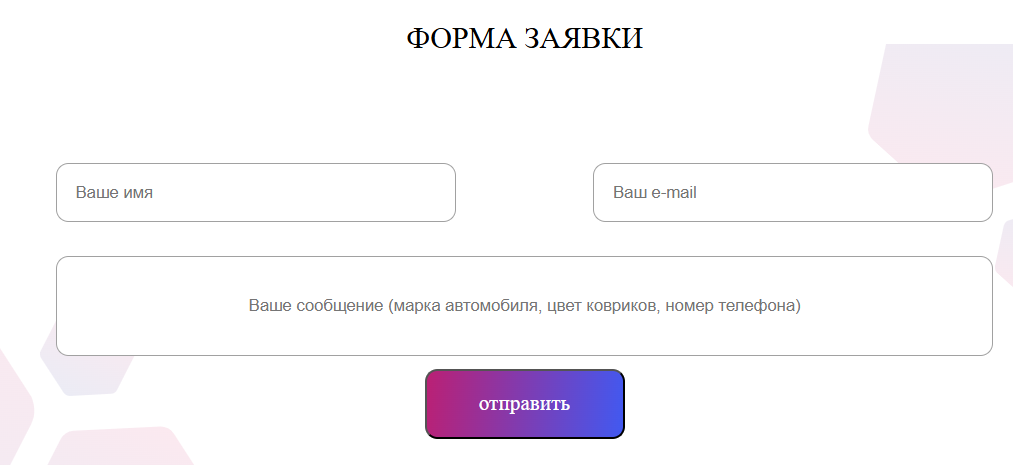 ФОРМА ЗАЯВКИ
Ваше имя
Ваш e-mail
Ваше сообщение (марка автомобиля, цвет ковриков, номер телефона)
отправить